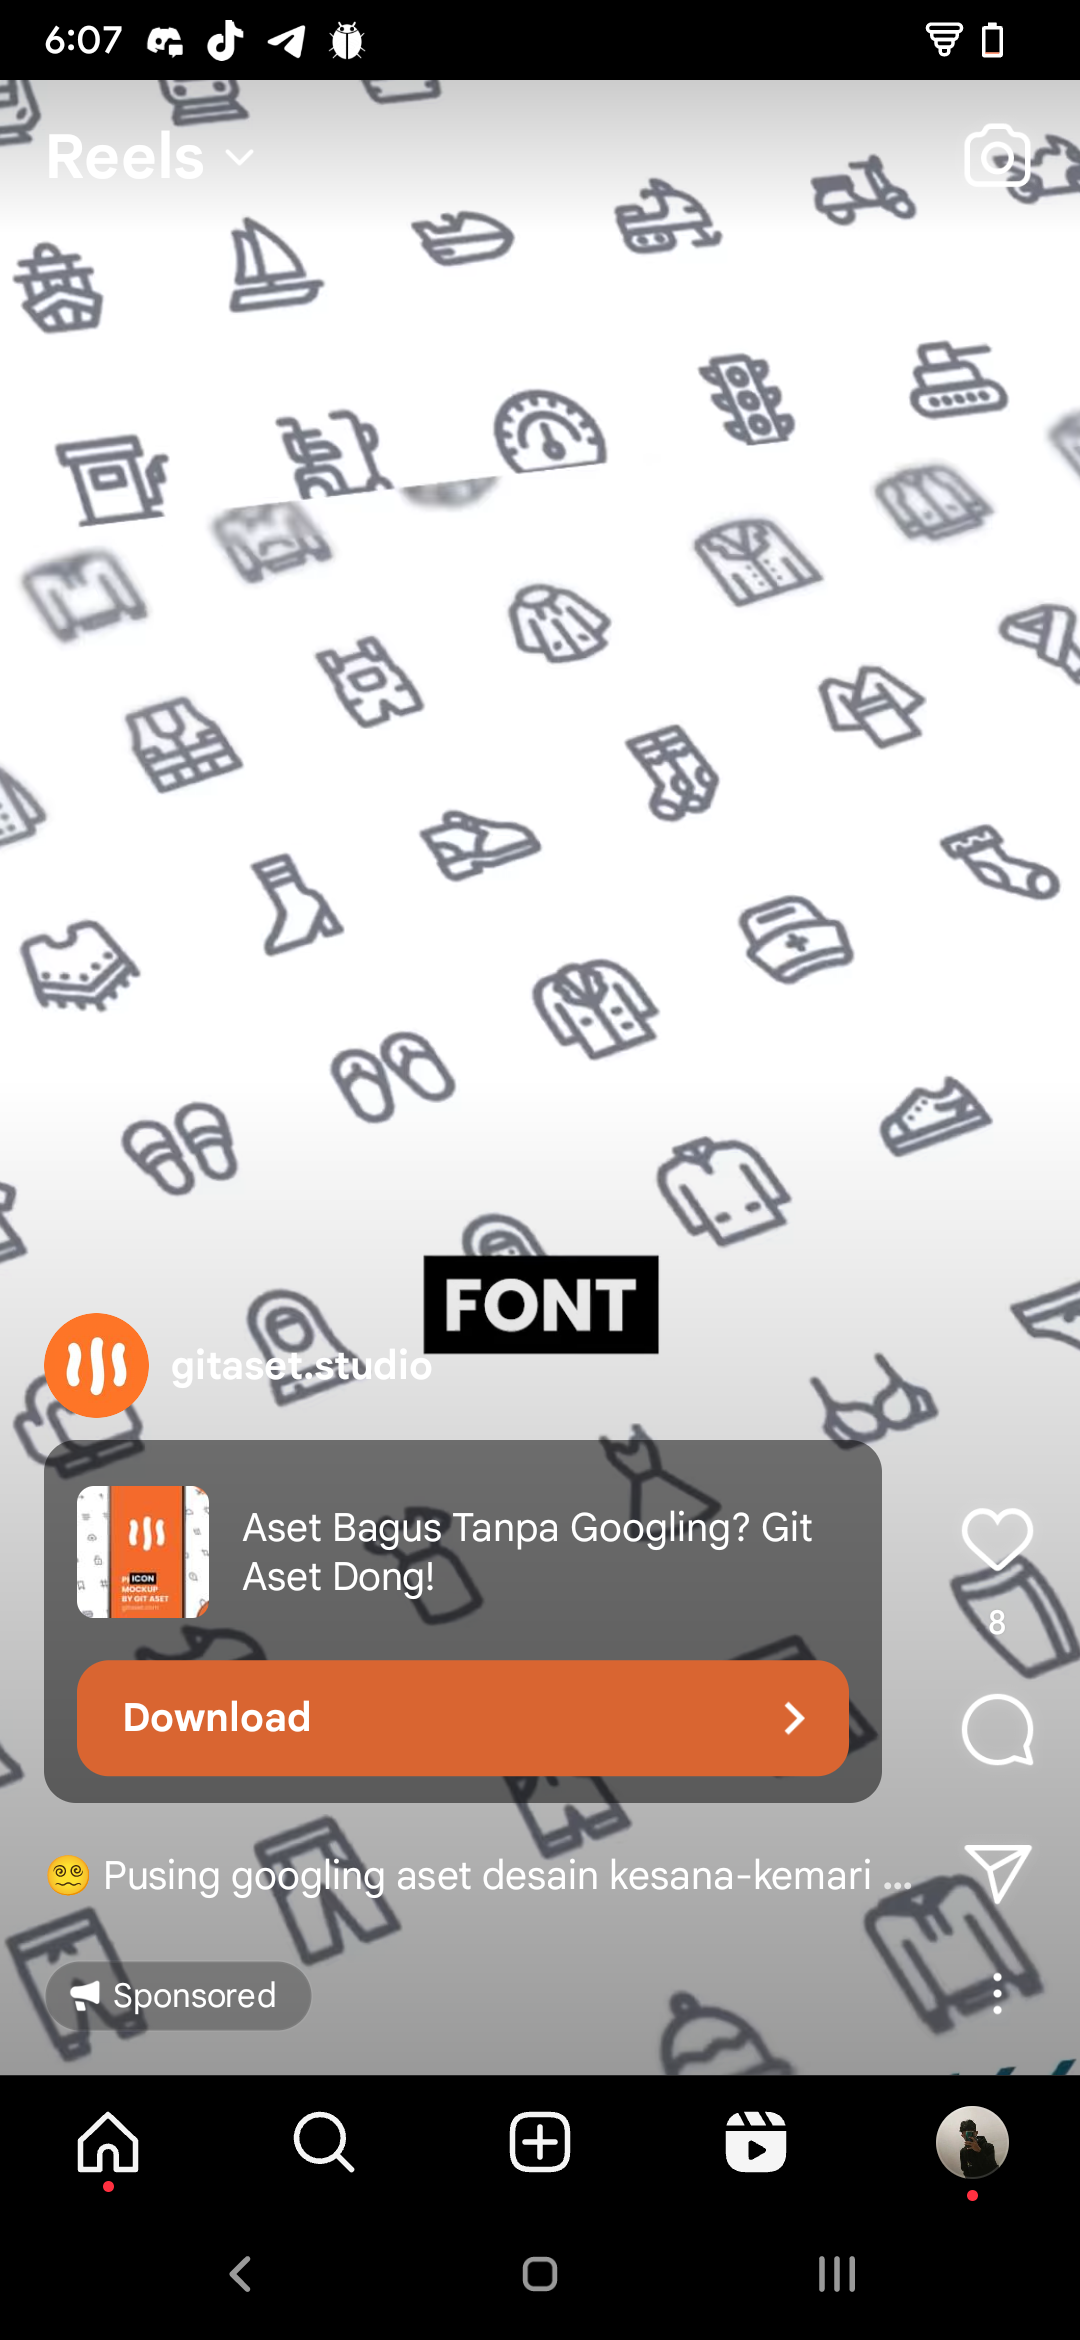 6:07
Reels
FONT
gitaset.studio
ICON
MOCKUP
BY GIT ASET
Aset Bagus Tanpa Googling? Git
Aset Dong!
8
Download
😵‍💫 Pusing googling aset desain kesana-kemari ...
Sponsored